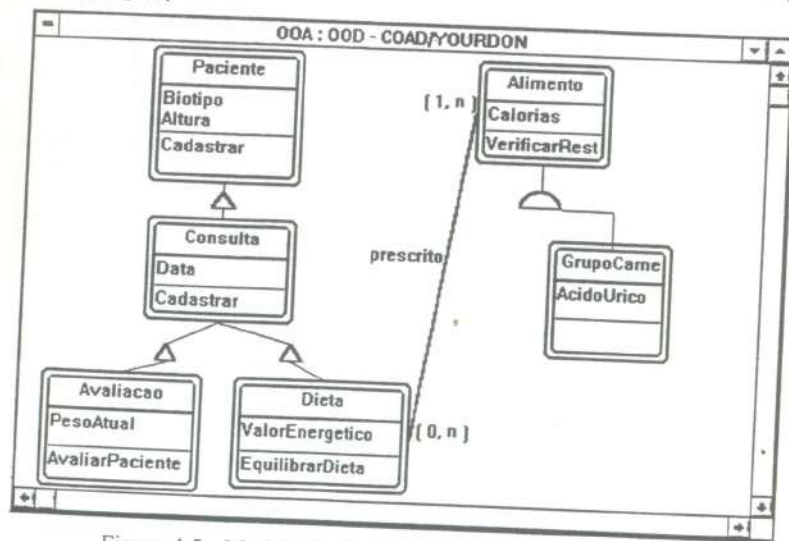 OOA : OOD - COAD/YOURDON
Paciente
Biotipo
Altura
Cadastrar
Consulta
Data
Cadastrar
Avaliacao
PesoAtual
AvaliarPaciente
Dieta
ValorEnergetico
EquilibrarDieta
[ 0, n ]
prescrito
[ 1, n ]
Alimento
Calorias
VerificarRest
GrupoCarne
AcidoUrico